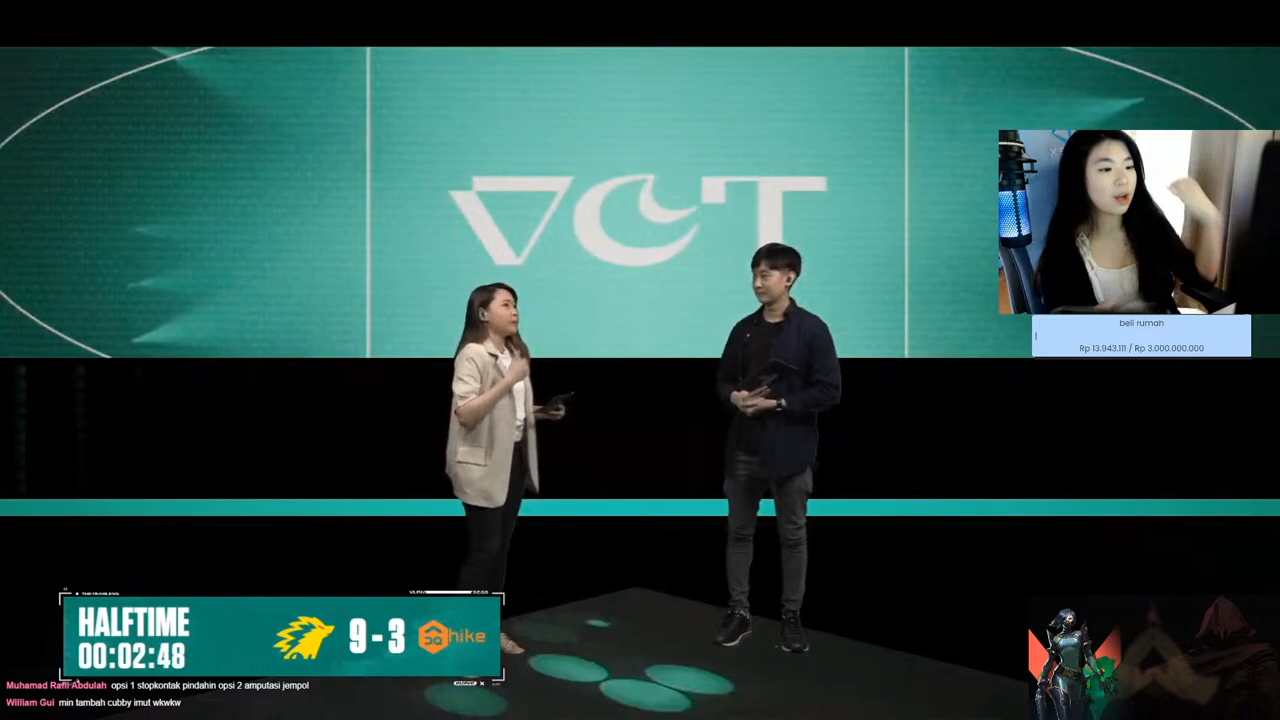 VCT
beli rumah
Rp 13.943.111 / Rp 3.000.000.000
HALFTIME
00:02:48
9 - 3
hike
Muhamad Rafli Abdulah opsi 1 stopkontak pindahin opsi 2 amputasi jempol
William Gui min tambah cubby imut wkwkw